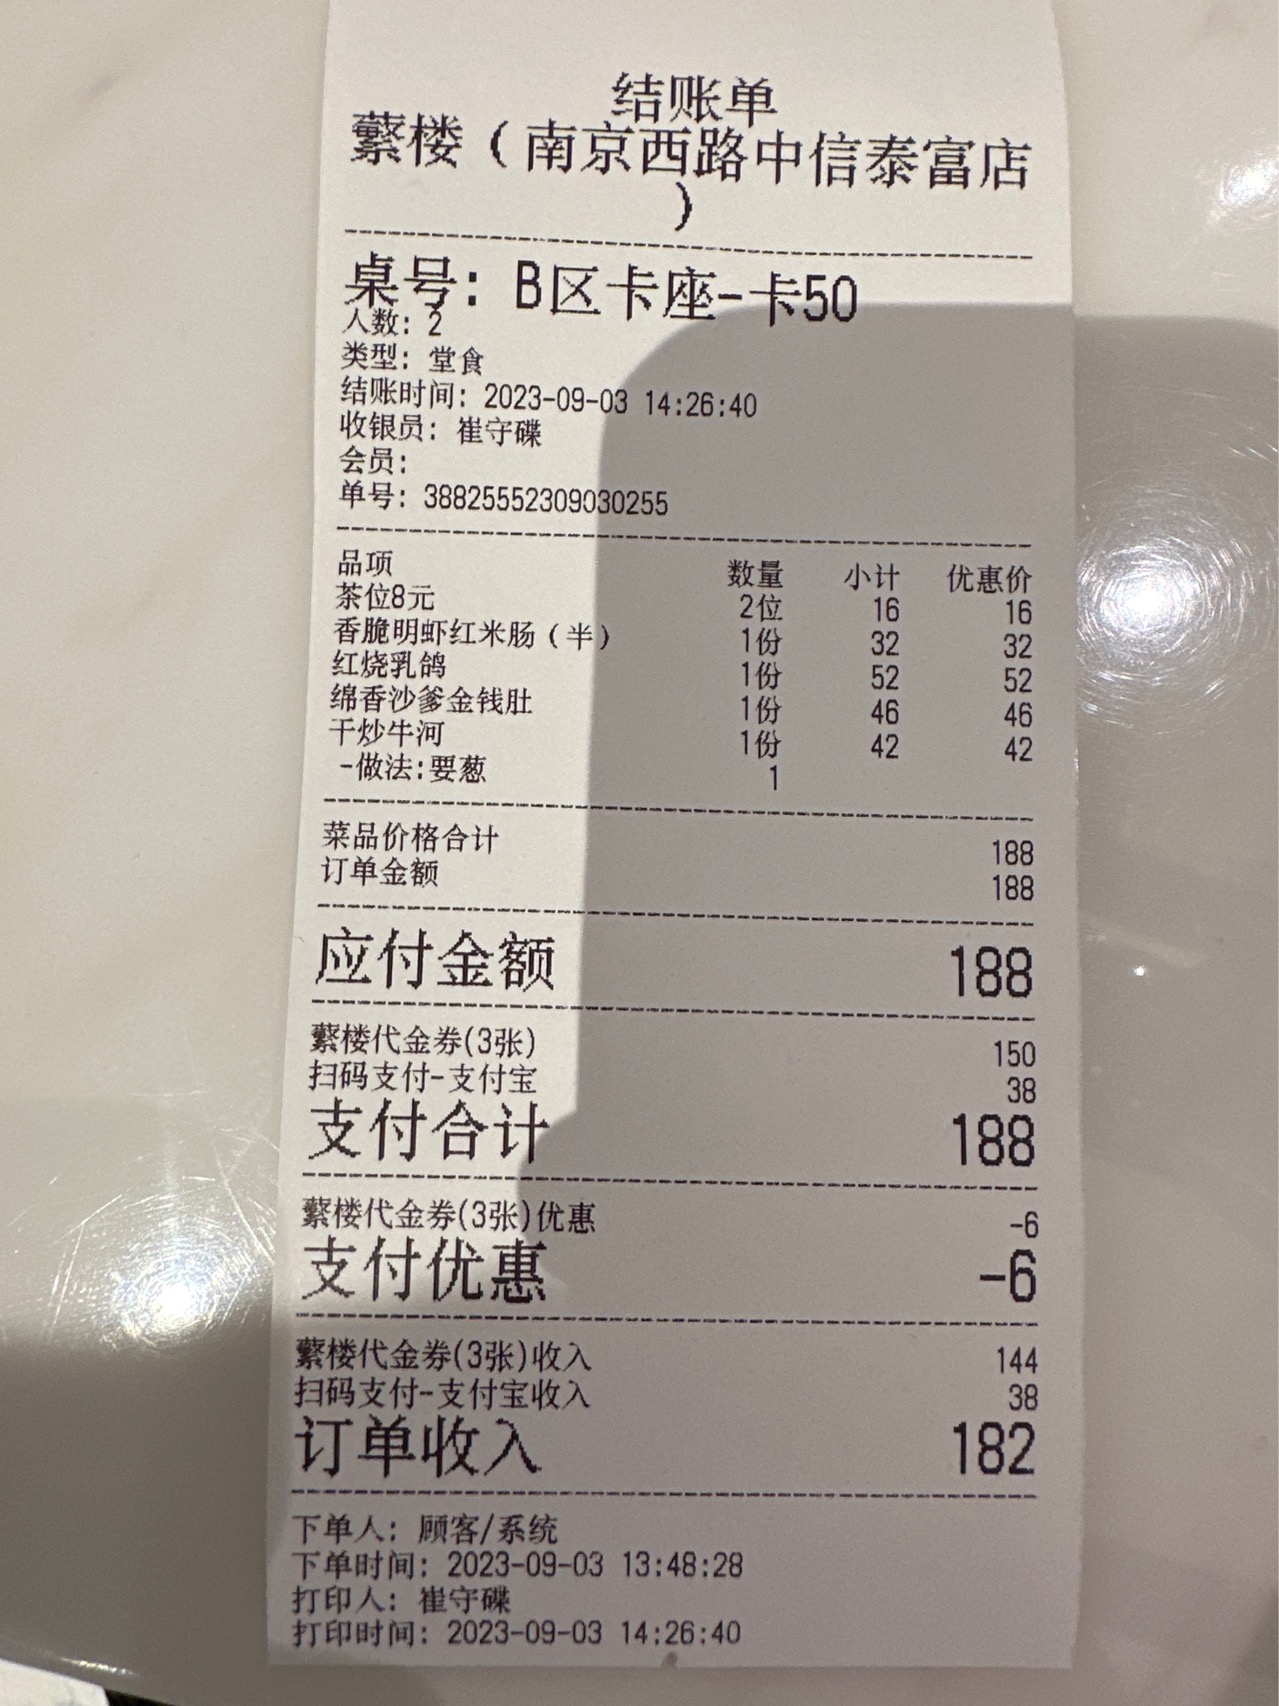 结账单
蘩楼（南京西路中信泰富店
）
桌号: B区卡座-卡50
人数: 2
类型: 堂食
结账时间: 2023-09-03 14:26:40
收银员: 崔守碟
会员:
单号: 38825552309030255
品项 数量 小计 优惠价
茶位8元 2位 16 16
香脆明虾红米肠（半） 1份 32 32
红烧乳鸽 1份 52 52
绵香沙爹金钱肚 1份 46 46
干炒牛河 1份 42 42
-做法:要葱 1
菜品价格合计 188
订单金额 188
应付金额 188
蘩楼代金券(3张) 150
扫码支付-支付宝 38
支付合计 188
蘩楼代金券(3张)优惠 -6
支付优惠 -6
蘩楼代金券(3张)收入 144
扫码支付-支付宝收入 38
订单收入 182
下单人: 顾客/系统
下单时间: 2023-09-03 13:48:28
打印人: 崔守碟
打印时间: 2023-09-03 14:26:40